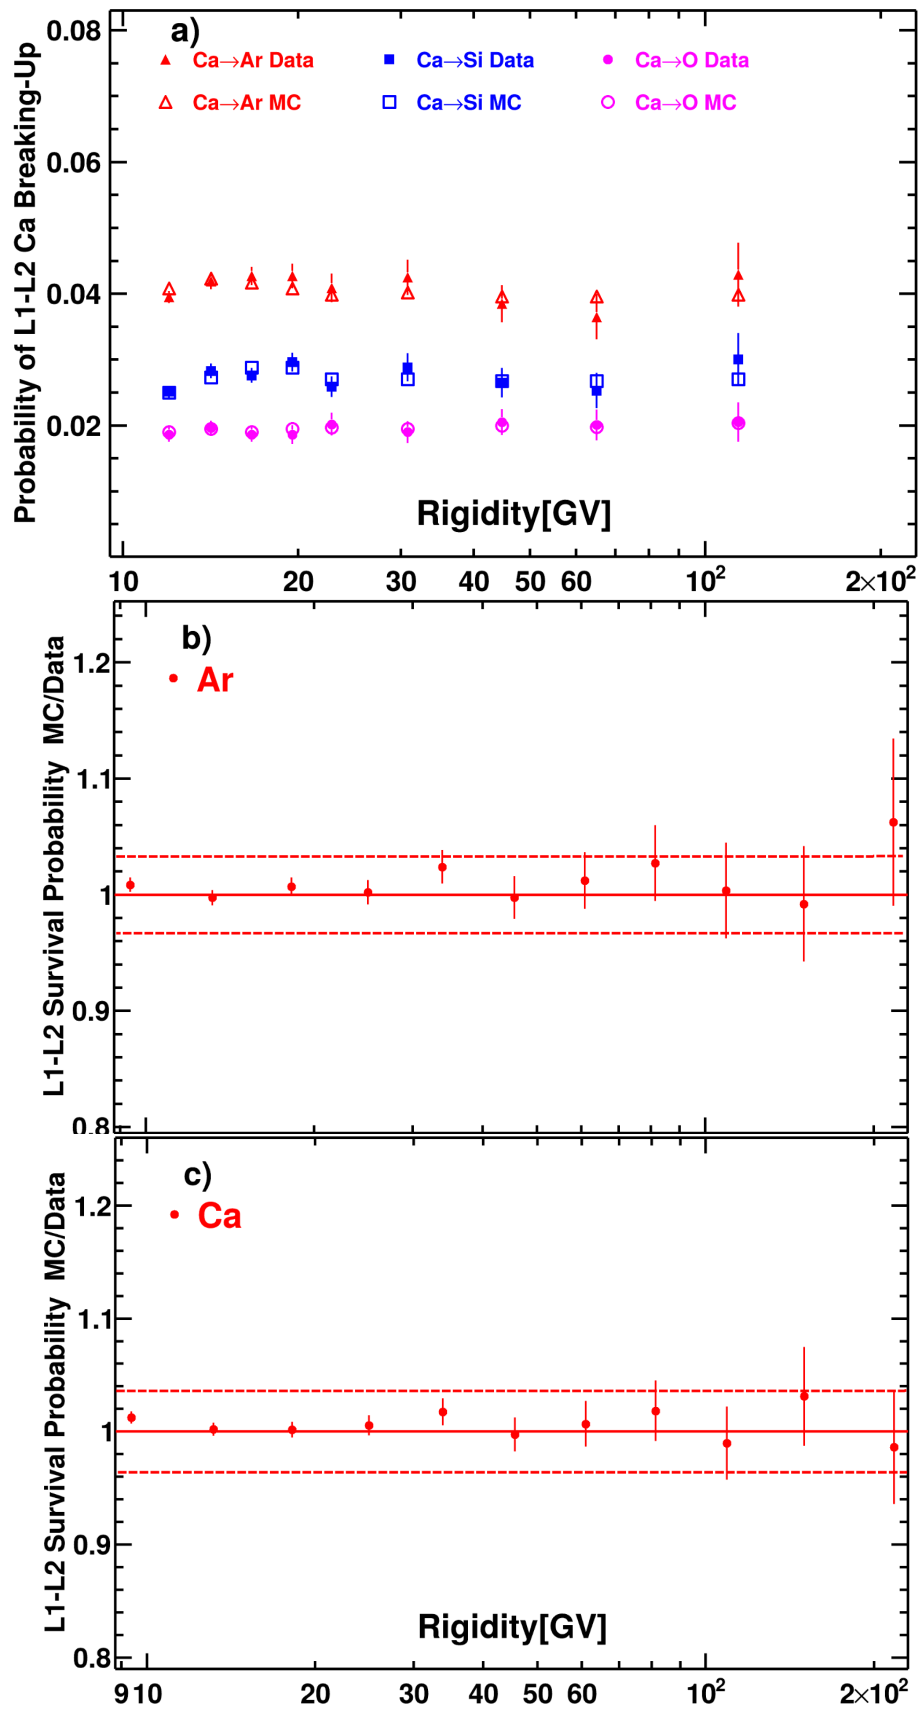 a)
Ca→Ar Data Ca→Si Data Ca→O Data
Ca→Ar MC Ca→Si MC Ca→O MC
Probability of L1-L2 Ca Breaking-Up
0.08
0.06
0.04
0.02
Rigidity[GV]
10 20 30 40 50 60 10² 2×10²
b)
Ar
L1-L2 Survival Probability MC/Data
1.2
1.1
1
0.9
0.8
c)
Ca
L1-L2 Survival Probability MC/Data
1.2
1.1
1
0.9
0.8
Rigidity[GV]
9 10 20 30 40 50 60 10² 2×10²